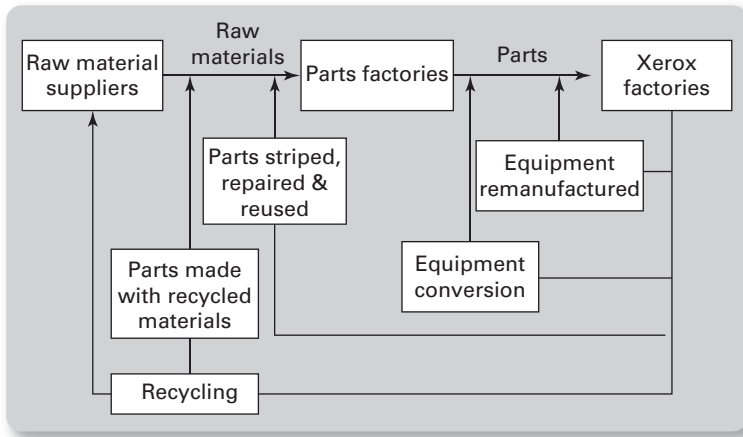 Raw
materials
Raw material
suppliers
Parts factories
Parts
Xerox
factories
Parts striped,
repaired &
reused
Equipment
remanufactured
Parts made
with recycled
materials
Equipment
conversion
Recycling